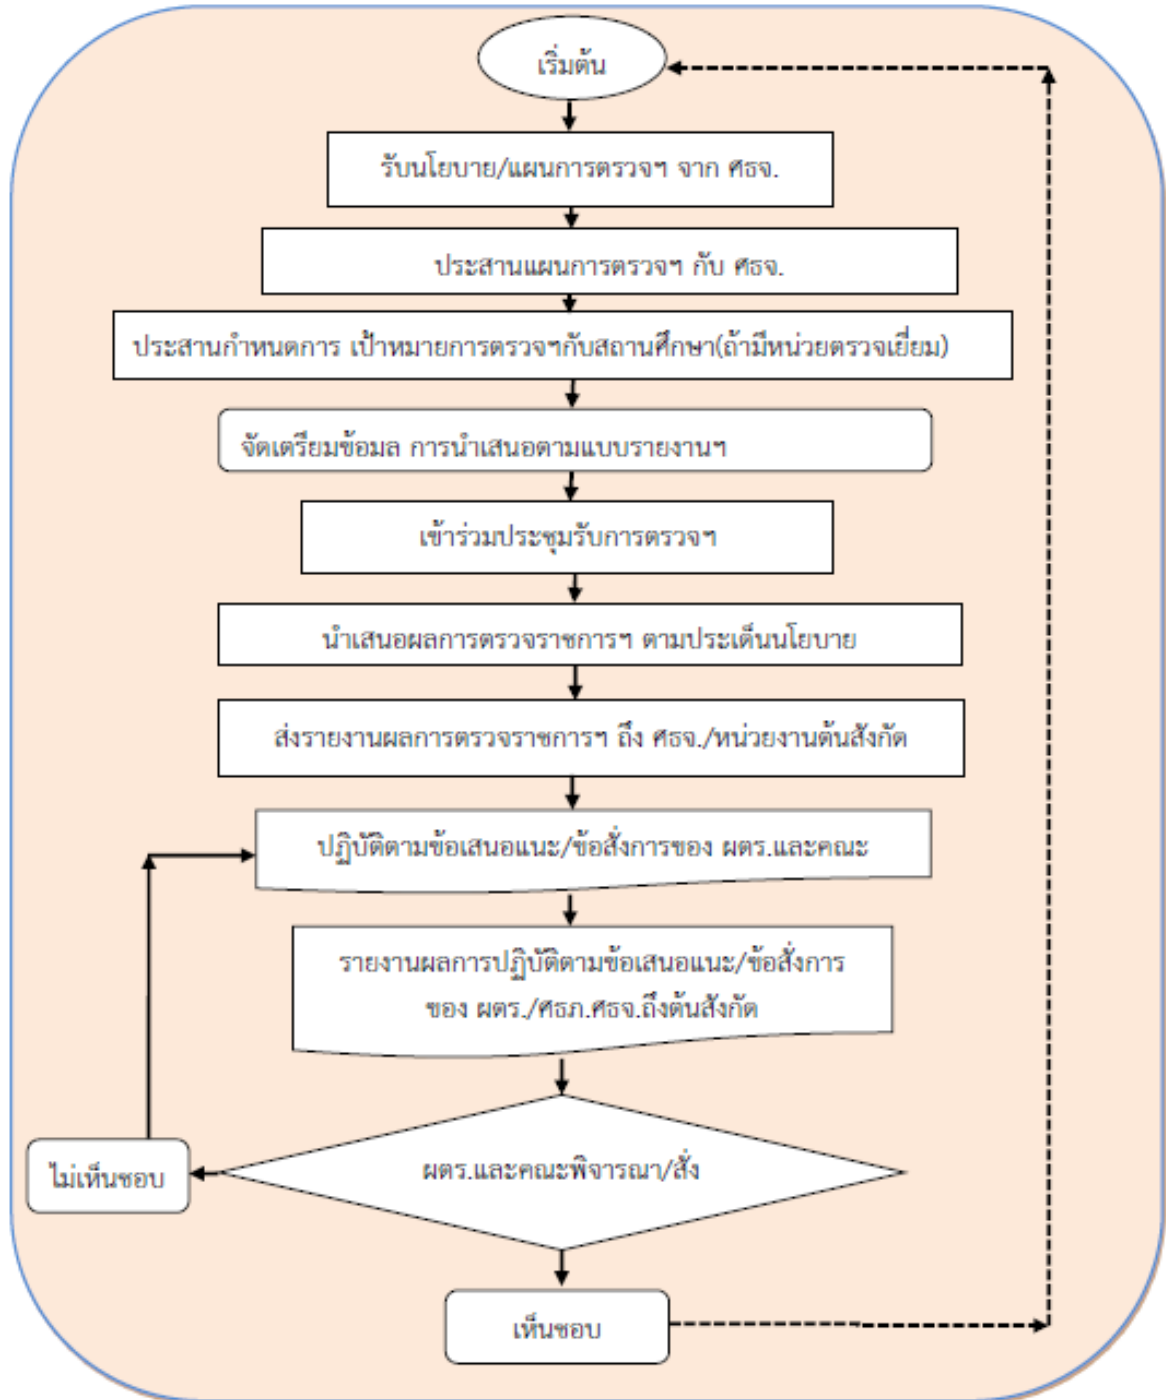 เริ่มต้น
รับนโยบาย/แผนการตรวจฯ จาก ศธจ.
ประสานแผนการตรวจฯ กับ ศธจ.
ประสานกำหนดการ เป้าหมายการตรวจฯกับสถานศึกษา(ถ้ามีหน่วยตรวจเยี่ยม)
จัดเตรียมข้อมล การนำเสนอตามแบบรายงานฯ
เข้าร่วมประชุมรับการตรวจฯ
นำเสนอผลการตรวจราชการฯ ตามประเด็นนโยบาย
ส่งรายงานผลการตรวจราชการฯ ถึง ศธจ./หน่วยงานต้นสังกัด
ปฏิบัติตามข้อเสนอแนะ/ข้อสั่งการของ ผตร.และคณะ
รายงานผลการปฏิบัติตามข้อเสนอแนะ/ข้อสั่งการ
ของ ผตร./ศธภ.ศธจ.ถึงต้นสังกัด
ผตร.และคณะพิจารณา/สั่ง
ไม่เห็นชอบ
เห็นชอบ